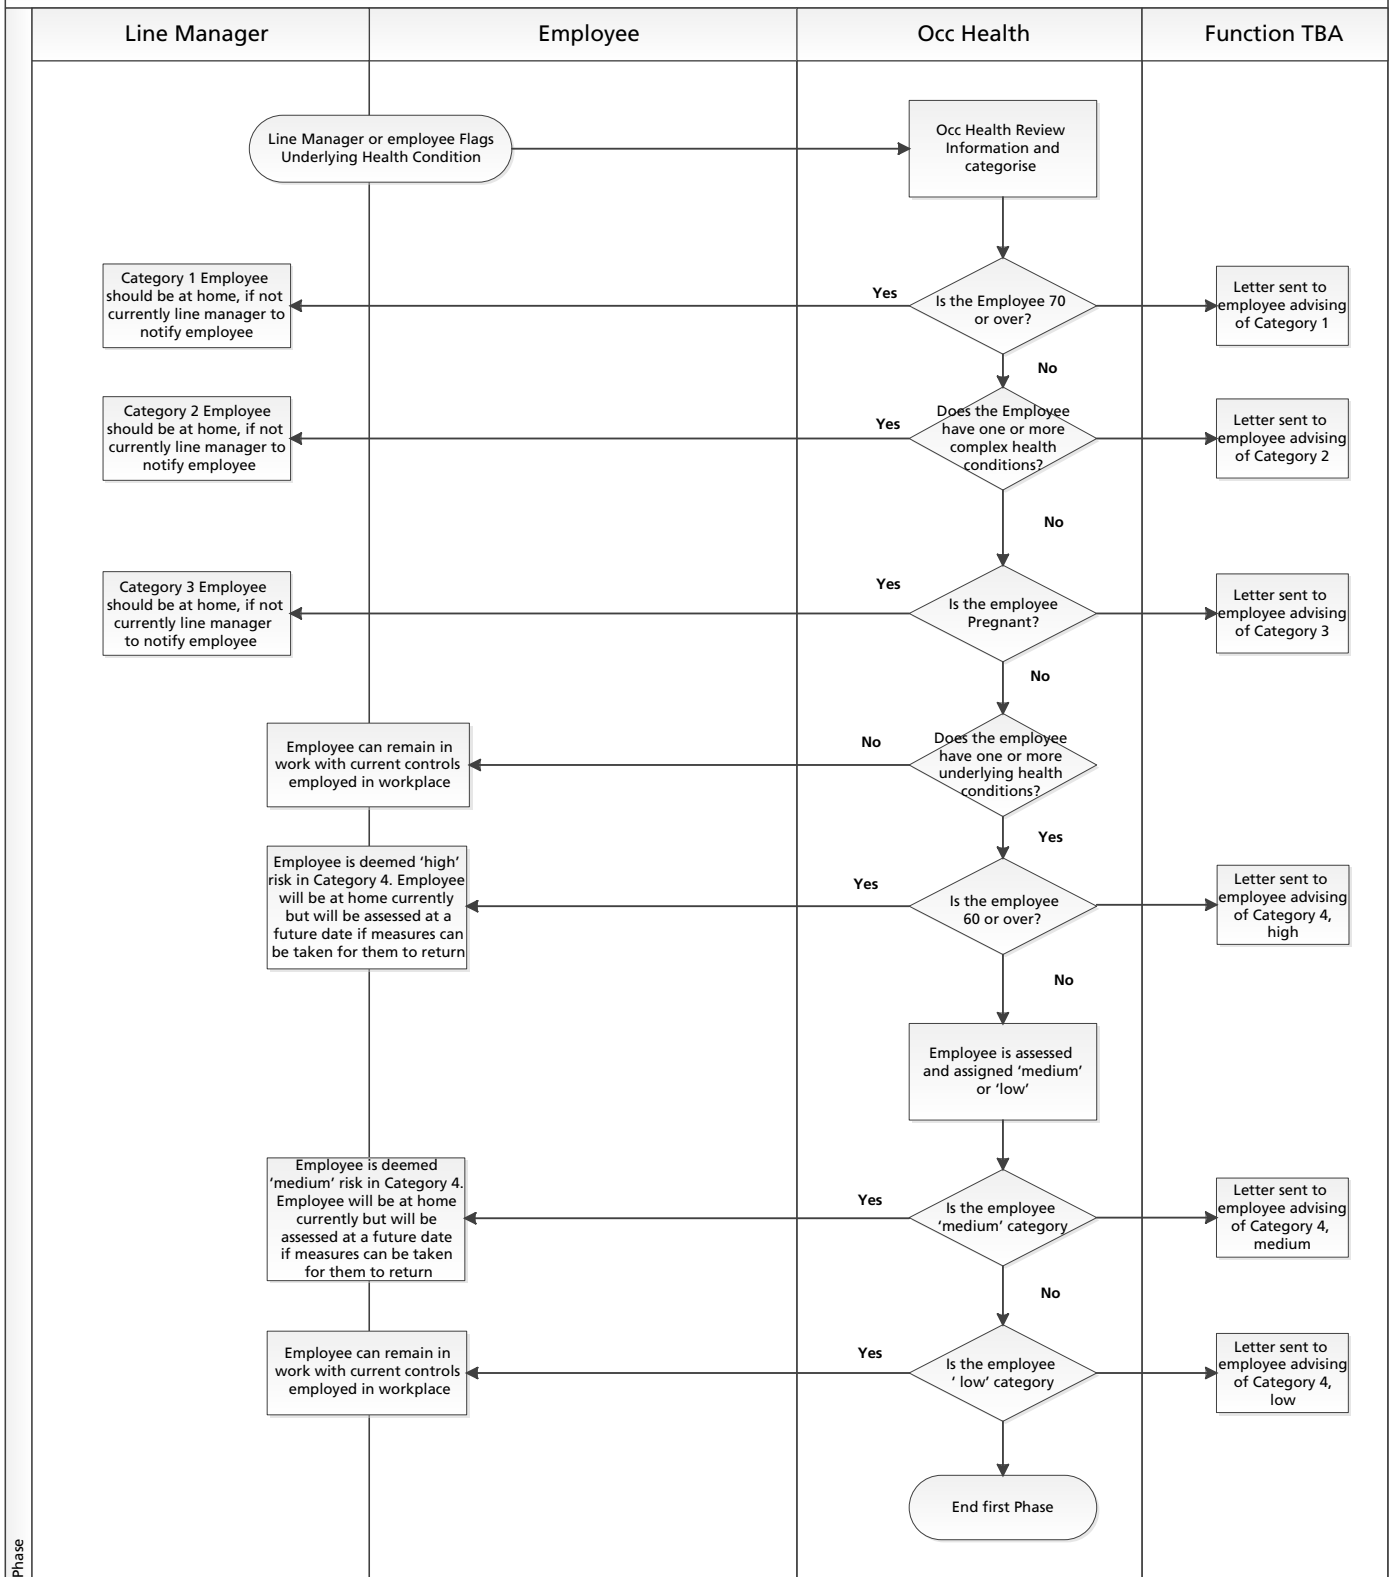 Line Manager
Employee
Occ Health
Function TBA
Line Manager or employee Flags
Underlying Health Condition
Occ Health Review
Information and
categorise
Category 1 Employee
should be at home, if not
currently line manager to
notify employee
Yes
Is the Employee 70
or over?
Letter sent to
employee advising
of Category 1
No
Category 2 Employee
should be at home, if not
currently line manager to
notify employee
Yes
Does the Employee
have one or more
complex health
conditions?
Letter sent to
employee advising
of Category 2
No
Category 3 Employee
should be at home, if not
currently line manager
to notify employee
Yes
Is the employee
Pregnant?
Letter sent to
employee advising
of Category 3
No
Employee can remain in
work with current controls
employed in workplace
No
Does the employee
have one or more
underlying health
conditions?
Yes
Employee is deemed ‘high’
risk in Category 4. Employee
will be at home currently
but will be assessed at a
future date if measures can
be taken for them to return
Yes
Is the employee
60 or over?
Letter sent to
employee advising
of Category 4,
high
No
Employee is assessed
and assigned ‘medium’
or ‘low’
Employee is deemed
‘medium’ risk in Category 4.
Employee will be at home
currently but will be
assessed at a future date
if measures can be taken
for them to return
Yes
Is the employee
‘medium’ category
Letter sent to
employee advising
of Category 4,
medium
No
Employee can remain in
work with current controls
employed in workplace
Yes
Is the employee
‘ low’ category
Letter sent to
employee advising
of Category 4,
low
End first Phase
Phase